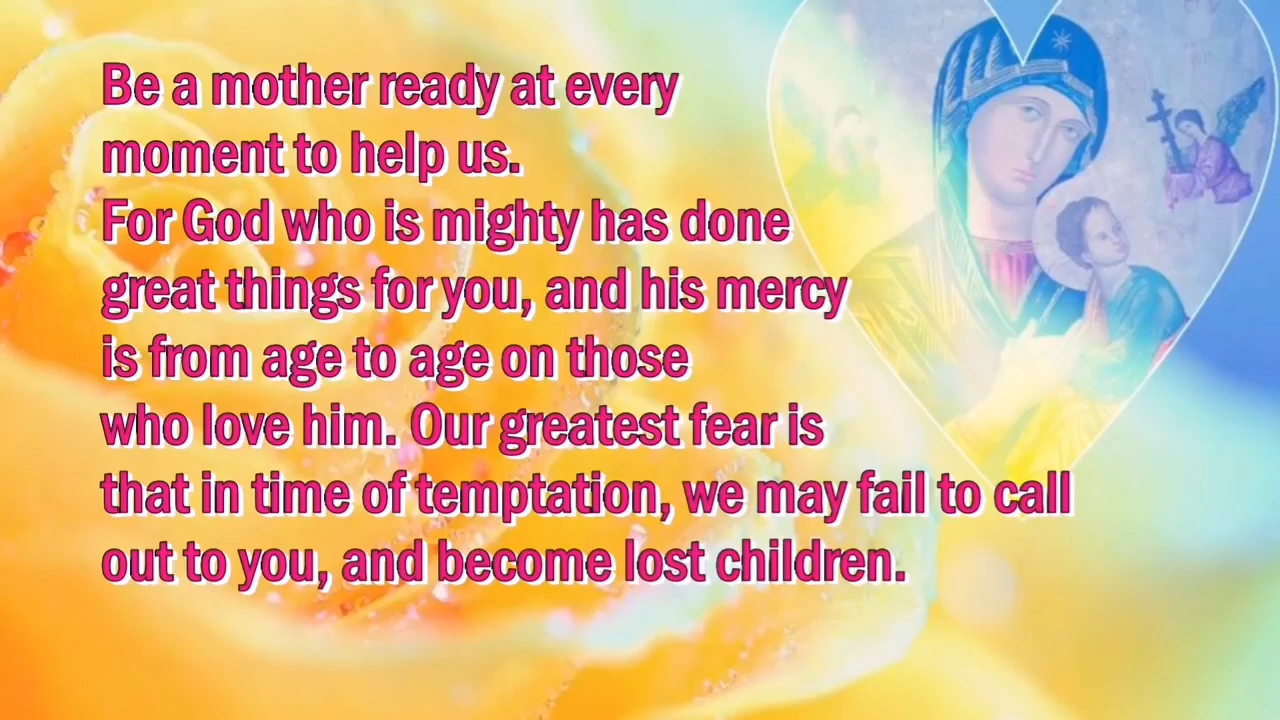 Be a mother ready at every
moment to help us.
For God who is mighty has done
great things for you, and his mercy
is from age to age on those
who love him. Our greatest fear is
that in time of temptation, we may fail to call
out to you, and become lost children.